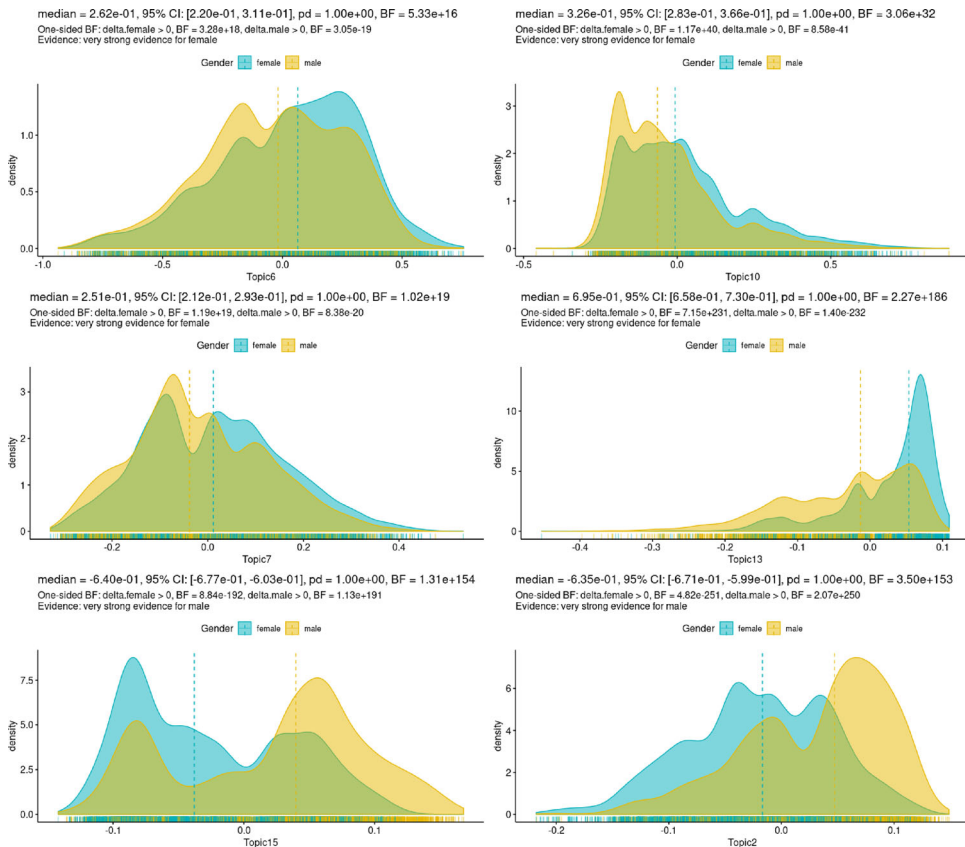 median = 2.62e-01, 95% CI: [2.20e-01, 3.11e-01], pd = 1.00e+00, BF = 5.33e+16
One-sided BF: delta.female > 0, BF = 3.28e+18, delta.male > 0, BF = 3.05e-19
Evidence: very strong evidence for female
Gender female male
density
1.0
0.5
0.0
-1.0 -0.5 0.0 0.5
Topic6
median = 3.26e-01, 95% CI: [2.83e-01, 3.66e-01], pd = 1.00e+00, BF = 3.06e+32
One-sided BF: delta.female > 0, BF = 1.17e+40, delta.male > 0, BF = 8.58e-41
Evidence: very strong evidence for female
Gender female male
density
3
2
1
0
-0.5 0.0 0.5
Topic10
median = 2.51e-01, 95% CI: [2.12e-01, 2.93e-01], pd = 1.00e+00, BF = 1.02e+19
One-sided BF: delta.female > 0, BF = 1.19e+19, delta.male > 0, BF = 8.38e-20
Evidence: very strong evidence for female
Gender female male
density
3
2
1
0
-0.2 0.0 0.2 0.4
Topic7
median = 6.95e-01, 95% CI: [6.58e-01, 7.30e-01], pd = 1.00e+00, BF = 2.27e+186
One-sided BF: delta.female > 0, BF = 7.15e+231, delta.male > 0, BF = 1.40e-232
Evidence: very strong evidence for female
Gender female male
density
10
5
0
-0.4 -0.3 -0.2 -0.1 0.0 0.1
Topic13
median = -6.40e-01, 95% CI: [-6.77e-01, -6.03e-01], pd = 1.00e+00, BF = 1.31e+154
One-sided BF: delta.female > 0, BF = 8.84e-192, delta.male > 0, BF = 1.13e+191
Evidence: very strong evidence for male
Gender female male
density
7.5
5.0
2.5
0.0
-0.1 0.0 0.1
Topic15
median = -6.35e-01, 95% CI: [-6.71e-01, -5.99e-01], pd = 1.00e+00, BF = 3.50e+153
One-sided BF: delta.female > 0, BF = 4.82e-251, delta.male > 0, BF = 2.07e+250
Evidence: very strong evidence for male
Gender female male
density
6
4
2
0
-0.2 -0.1 0.0 0.1
Topic2